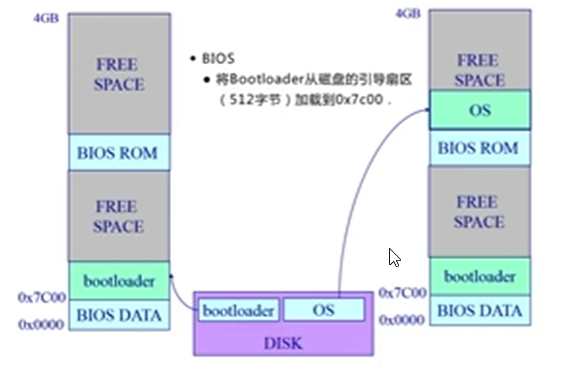 4GB
FREE
SPACE
BIOS ROM
FREE
SPACE
bootloader
0x7C00
BIOS DATA
0x0000
• BIOS
• 将Bootloader从磁盘的引导扇区
（512字节）加载到0x7c00．
bootloader
OS
DISK
4GB
FREE
SPACE
OS
BIOS ROM
FREE
SPACE
bootloader
0x7C00
BIOS DATA
0x0000